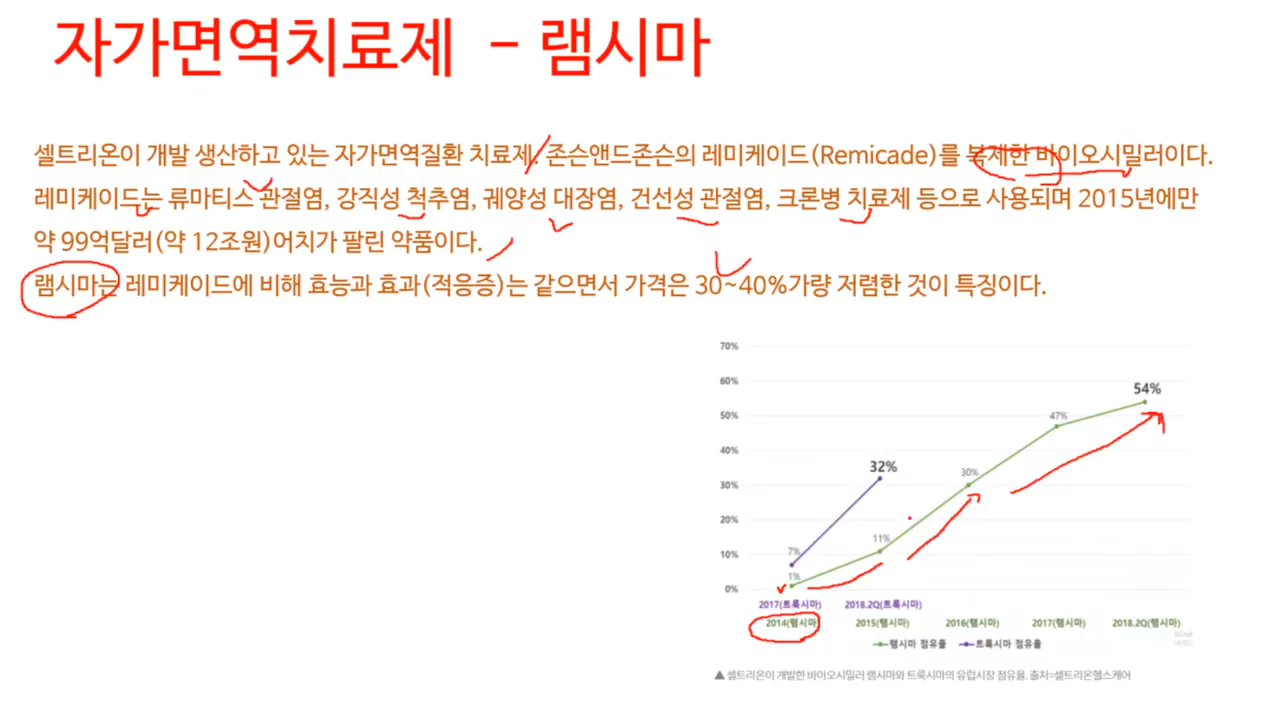 자가면역치료제 - 램시마
셀트리온이 개발 생산하고 있는 자가면역질환 치료제. 존슨앤드존슨의 레미케이드(Remicade)를 복제한 바이오시밀러이다.
레미케이드는 류마티스 관절염, 강직성 척추염, 궤양성 대장염, 건선성 관절염, 크론병 치료제 등으로 사용되며 2015년에만
약 99억달러(약 12조원)어치가 팔린 약품이다.
램시마는 레미케이드에 비해 효능과 효과(적응증)는 같으면서 가격은 30~40%가량 저렴한 것이 특징이다.
70%
60%
54%
50%
47%
40%
32%
30%
30%
20%
11%
10%
7%
1%
0%
2017(트룩시마) 2018.2Q(트룩시마)
2014(램시마) 2015(램시마) 2016(램시마) 2017(램시마) 2018.2Q(램시마)
램시마 점유율 트룩시마 점유율
▲ 셀트리온이 개발한 바이오시밀러 램시마와 트룩시마의 유럽시장 점유율. 출처=셀트리온헬스케어